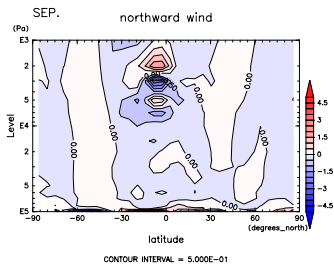 SEP.
northward wind
(Pa)
E3
2
5
E4
2
5
E5
Level
0.00
0.00
0.00
0.00
0.00
0.00
-90
-60
-30
0
30
60
90
(degrees_north)
latitude
4.5
3
1.5
0
-1.5
-3
-4.5
CONTOUR INTERVAL = 5.000E-01